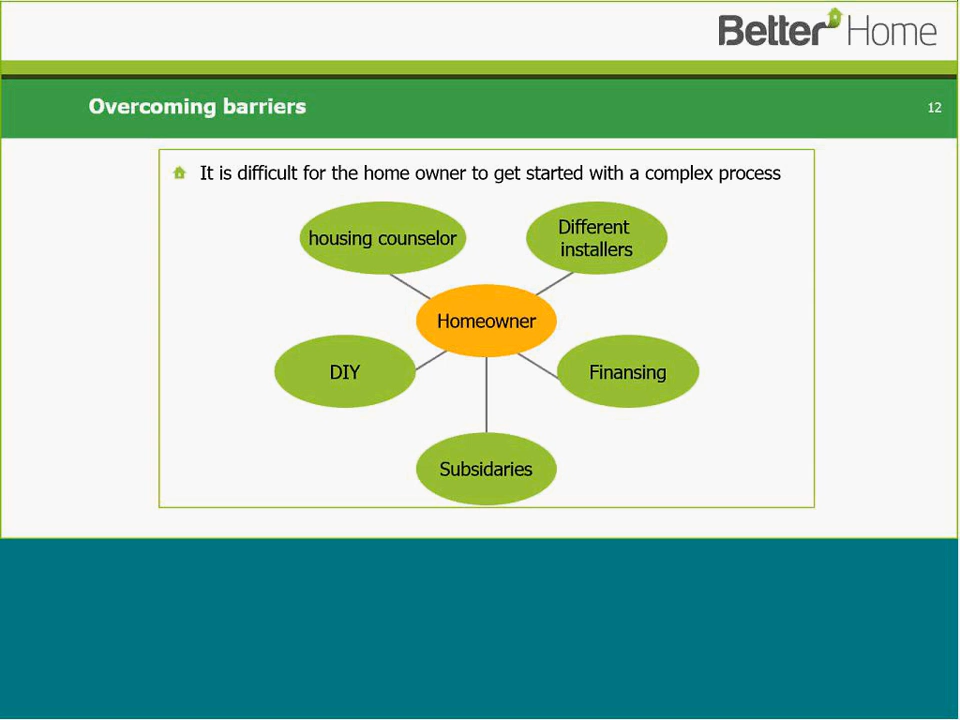 Better Home
Overcoming barriers
12
It is difficult for the home owner to get started with a complex process
housing counselor
Different
installers
Homeowner
DIY
Finansing
Subsidaries